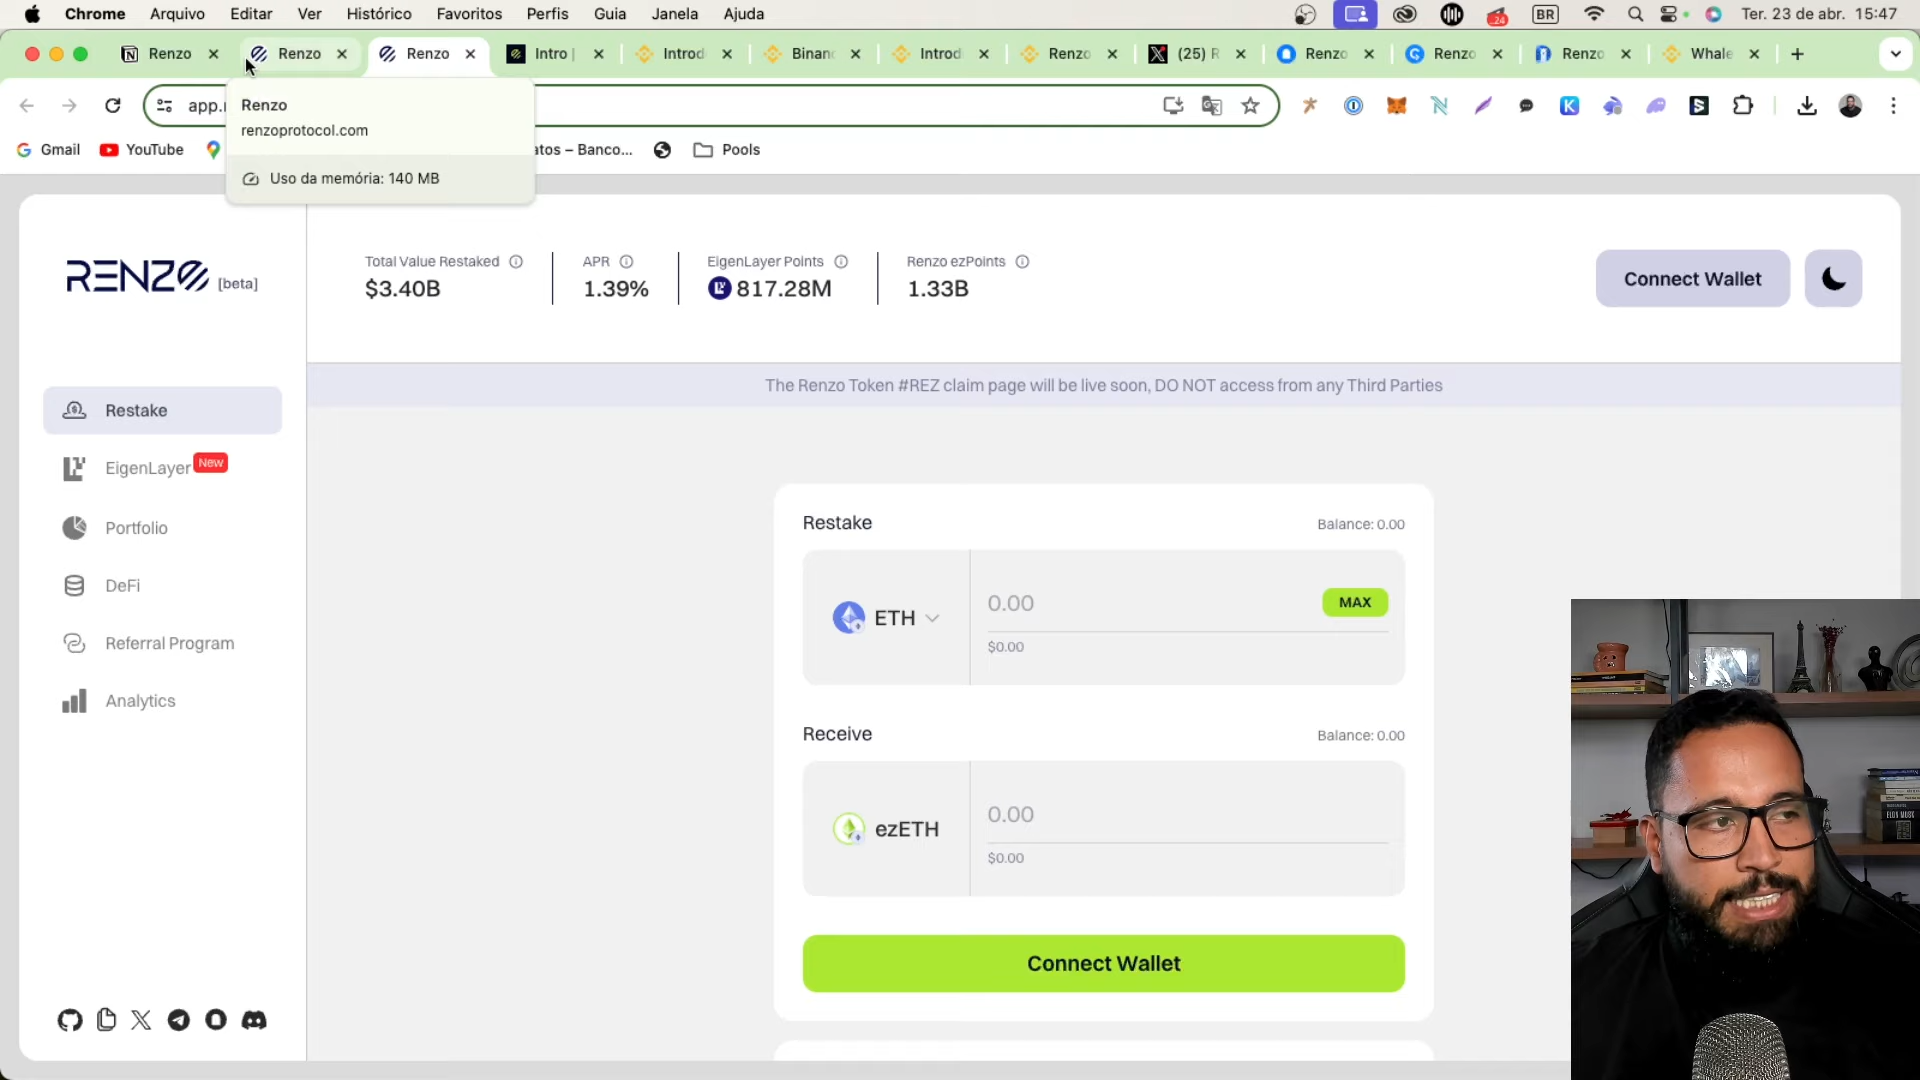 Chrome Arquivo Editar Ver Histórico Favoritos Perfis Guia Janela Ajuda
24 BR Ter. 23 de abr. 15:47
Renzo Renzo Renzo Intro | Introd Binanc Introd Renzo (25) R Renzo Renzo Renzo Whale
app.r
Renzo
renzoprotocol.com
Uso da memória: 140 MB
Gmail YouTube atos – Banco... Pools
RENZO [beta]
Total Value Restaked
$3.40B
APR
1.39%
EigenLayer Points
817.28M
Renzo ezPoints
1.33B
Connect Wallet
The Renzo Token #REZ claim page will be live soon, DO NOT access from any Third Parties
Restake
EigenLayer New
Portfolio
DeFi
Referral Program
Analytics
Restake Balance: 0.00
ETH 0.00 MAX
$0.00
Receive Balance: 0.00
ezETH 0.00
$0.00
Connect Wallet
ELON MUSK